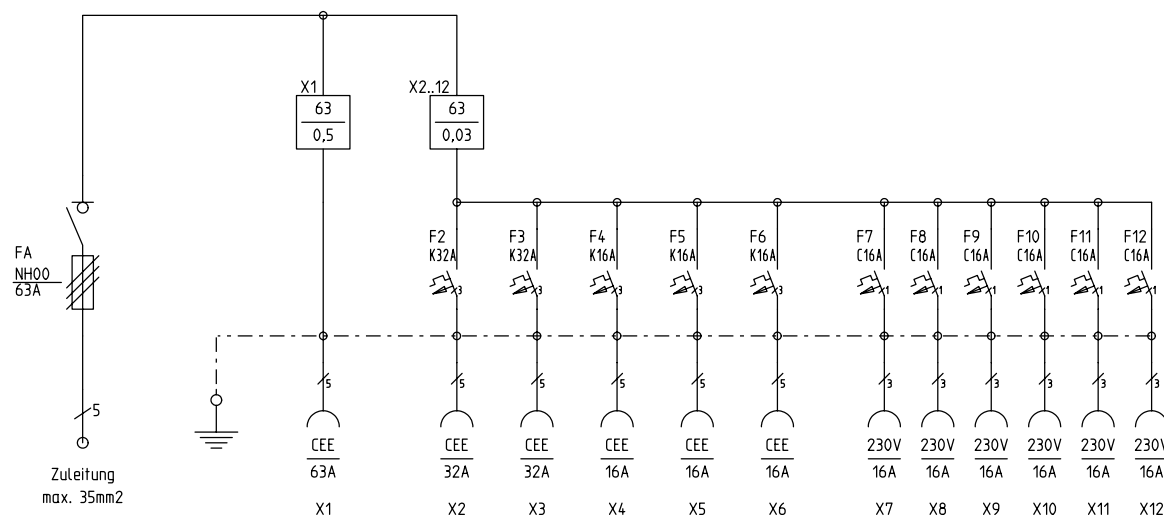 X1
X2..12
63
0,5
63
0,03
F2
K32A
F3
K32A
F4
K16A
F5
K16A
F6
K16A
F7
C16A
F8
C16A
F9
C16A
F10
C16A
F11
C16A
F12
C16A
FA
NH00
63A
3
3
3
3
3
1
1
1
1
1
1
5
5
5
5
5
5
5
3
3
3
3
3
3
CEE
63A
CEE
32A
CEE
32A
CEE
16A
CEE
16A
CEE
16A
230V
16A
230V
16A
230V
16A
230V
16A
230V
16A
230V
16A
Zuleitung
max. 35mm2
X1
X2
X3
X4
X5
X6
X7
X8
X9
X10
X11
X12